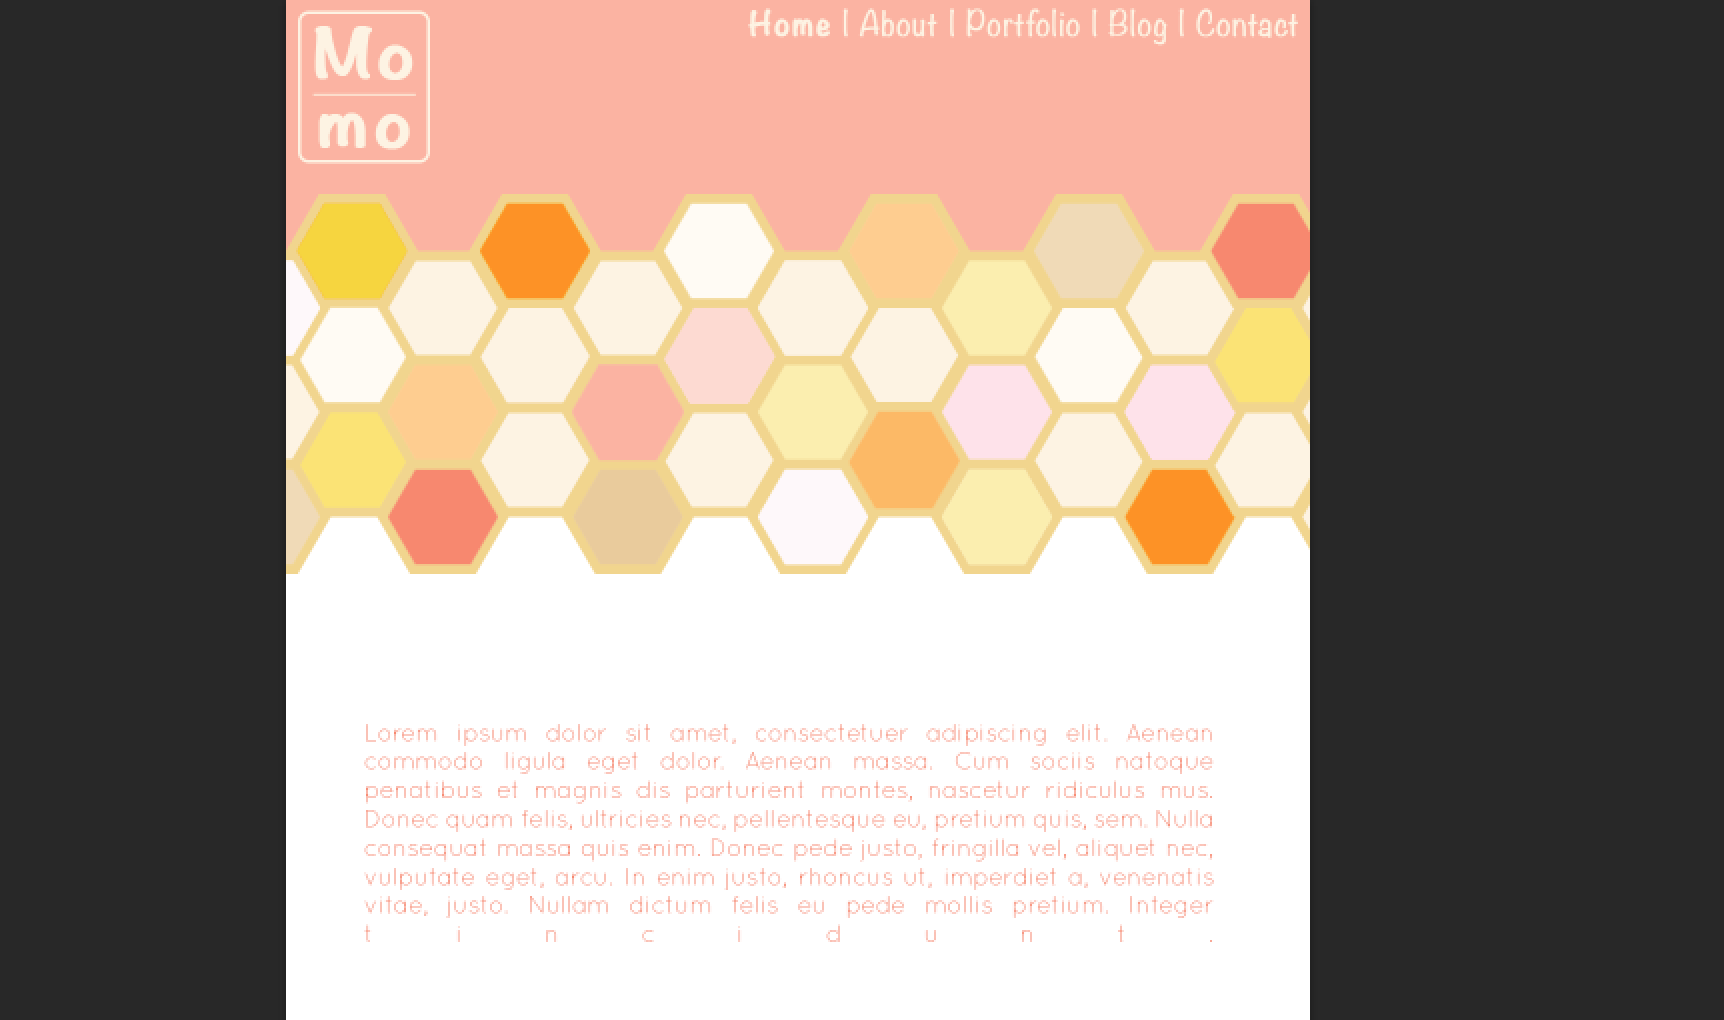 Mo
mo
Home | About | Portfolio | Blog | Contact
Lorem ipsum dolor sit amet, consectetuer adipiscing elit. Aenean
commodo ligula eget dolor. Aenean massa. Cum sociis natoque
penatibus et magnis dis parturient montes, nascetur ridiculus mus.
Donec quam felis, ultricies nec, pellentesque eu, pretium quis, sem. Nulla
consequat massa quis enim. Donec pede justo, fringilla vel, aliquet nec,
vulputate eget, arcu. In enim justo, rhoncus ut, imperdiet a, venenatis
vitae, justo. Nullam dictum felis eu pede mollis pretium. Integer
t i n c i d u n t .